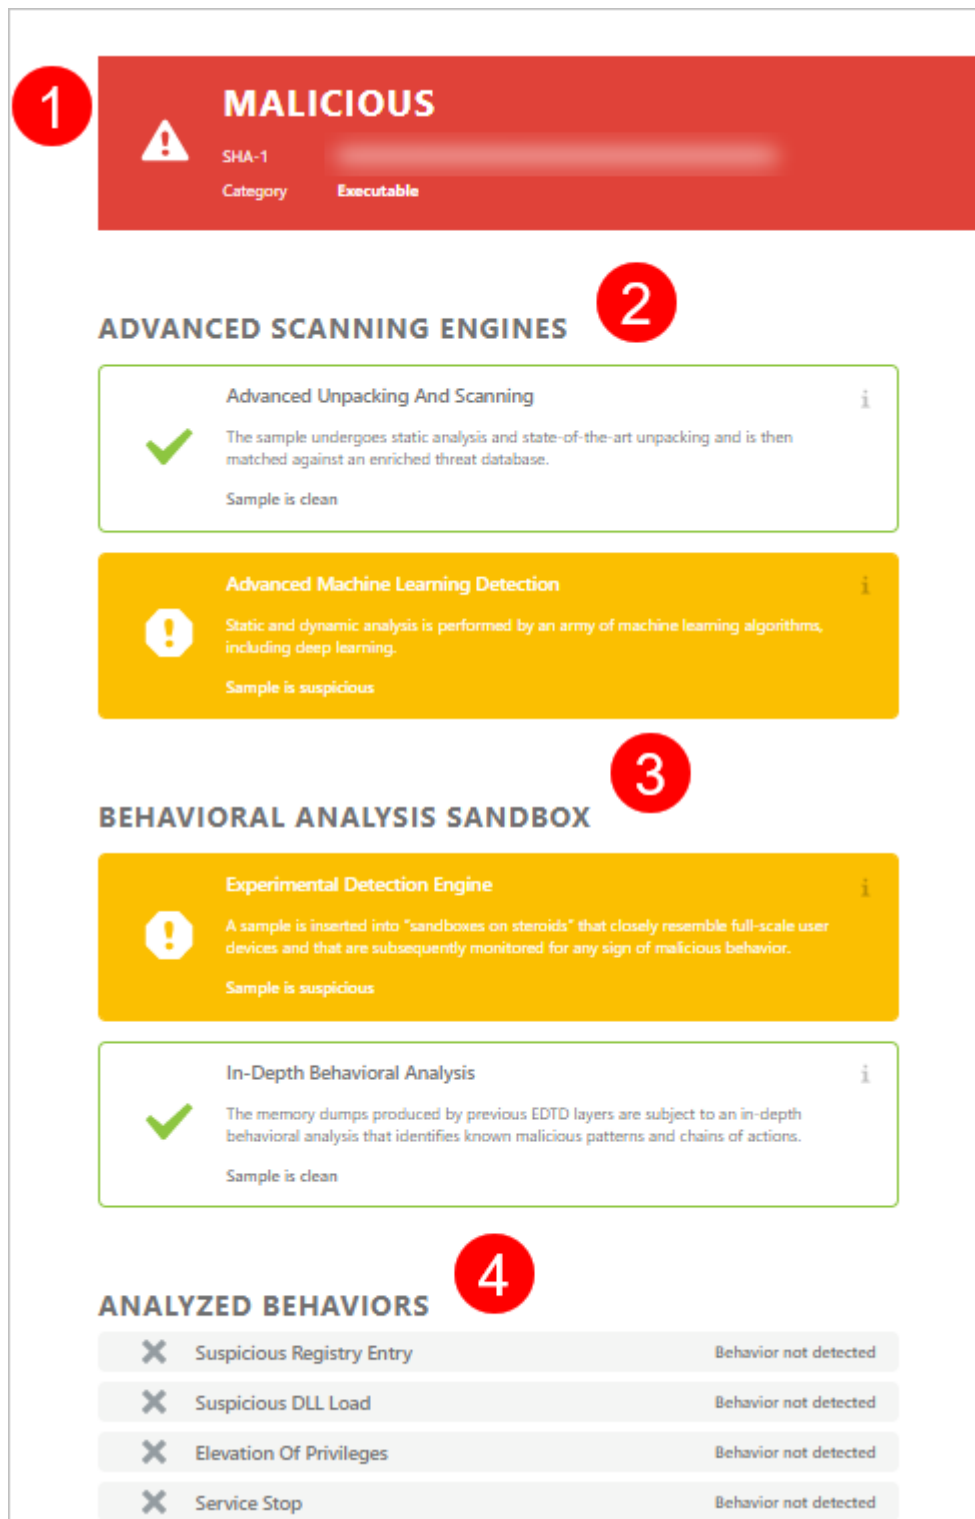 1
MALICIOUS
SHA-1
Category Executable
2
ADVANCED SCANNING ENGINES
Advanced Unpacking And Scanning
The sample undergoes static analysis and state-of-the-art unpacking and is then
matched against an enriched threat database.
Sample is clean
Advanced Machine Learning Detection
Static and dynamic analysis is performed by an army of machine learning algorithms,
including deep learning.
Sample is suspicious
3
BEHAVIORAL ANALYSIS SANDBOX
Experimental Detection Engine
A sample is inserted into "sandboxes on steroids" that closely resemble full-scale user
devices and that are subsequently monitored for any sign of malicious behavior.
Sample is suspicious
In-Depth Behavioral Analysis
The memory dumps produced by previous EDTD layers are subject to an in-depth
behavioral analysis that identifies known malicious patterns and chains of actions.
Sample is clean
4
ANALYZED BEHAVIORS
Suspicious Registry Entry Behavior not detected
Suspicious DLL Load Behavior not detected
Elevation Of Privileges Behavior not detected
Service Stop Behavior not detected